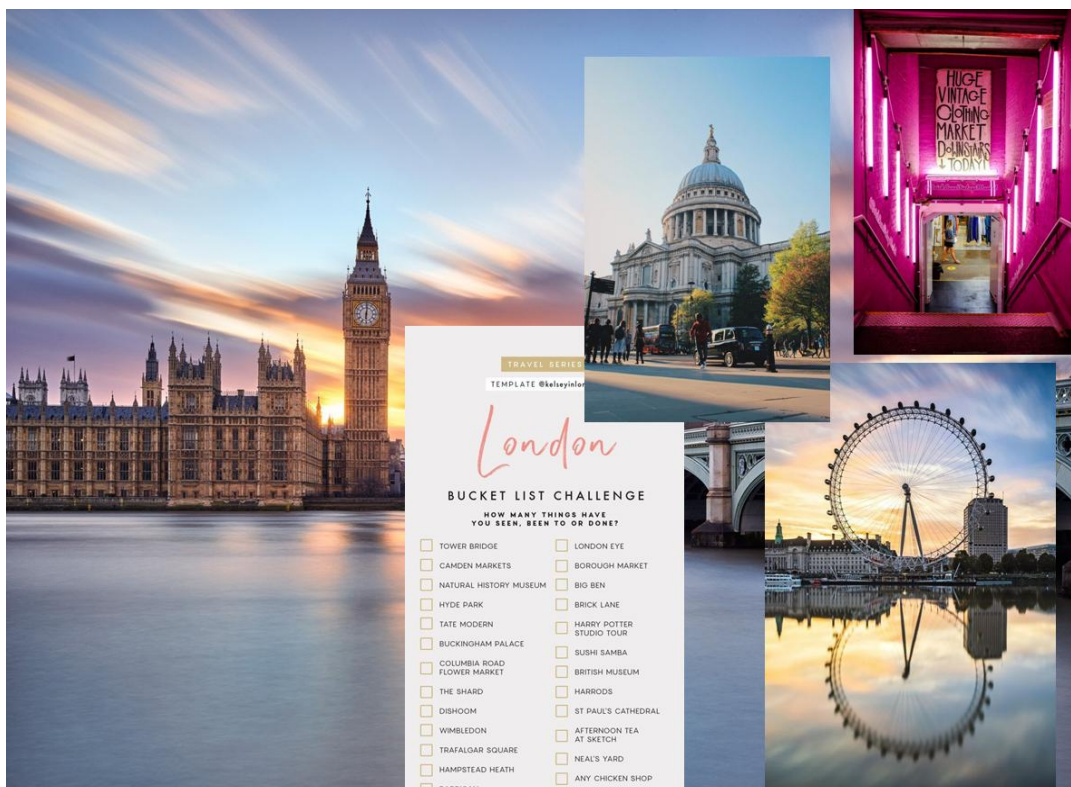 HUGE
VINTAGE
CLOTHING
MARKET
DOWNSTAIRS
+ TODAY!
TRAVEL SERIES
TEMPLATE
London
BUCKET LIST CHALLENGE
HOW MANY THINGS HAVE
YOU SEEN, BEEN TO OR DONE?
TOWER BRIDGE
CAMDEN MARKETS
NATURAL HISTORY MUSEUM
HYDE PARK
TATE MODERN
BUCKINGHAM PALACE
COLUMBIA ROAD
FLOWER MARKET
THE SHARD
DISHOOM
WIMBLEDON
TRAFALGAR SQUARE
HAMPSTEAD HEATH
LONDON EYE
BOROUGH MARKET
BIG BEN
BRICK LANE
HARRY POTTER
STUDIO TOUR
SUSHI SAMBA
BRITISH MUSEUM
HARRODS
ST PAUL'S CATHEDRAL
AFTERNOON TEA
AT SKETCH
NEAL'S YARD
ANY CHICKEN SHOP